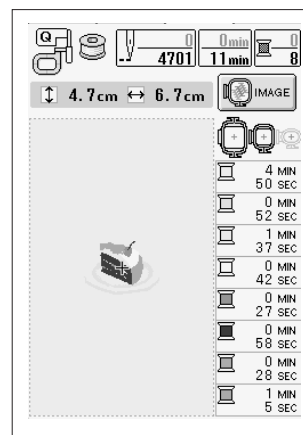 Q
0
4701
0min
11min
0
8
4.7cm 6.7cm
IMAGE
4 MIN
50 SEC
0 MIN
52 SEC
1 MIN
37 SEC
0 MIN
42 SEC
0 MIN
27 SEC
0 MIN
58 SEC
0 MIN
28 SEC
1 MIN
5 SEC